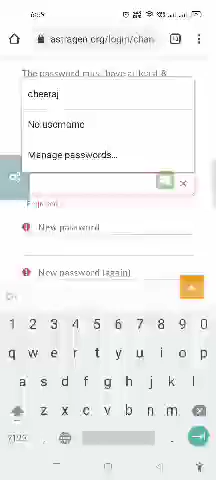 astragen.org/login/chan
The password must have at least 8
cheeraj
No username
Manage passwords...
New password
New password (again)
1 2 3 4 5 6 7 8 9 0
q w e r t y u i o p
a s d f g h j k l
z x c v b n m
?123 , .